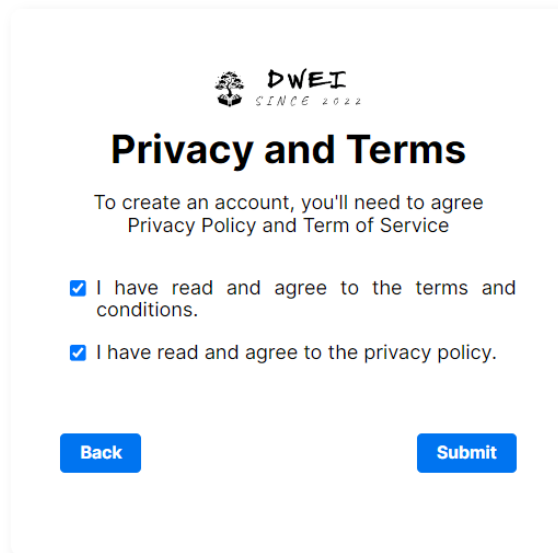 DWEI
SINCE 2022
Privacy and Terms
To create an account, you'll need to agree
Privacy Policy and Term of Service
I have read and agree to the terms and
conditions.
I have read and agree to the privacy policy.
Back
Submit